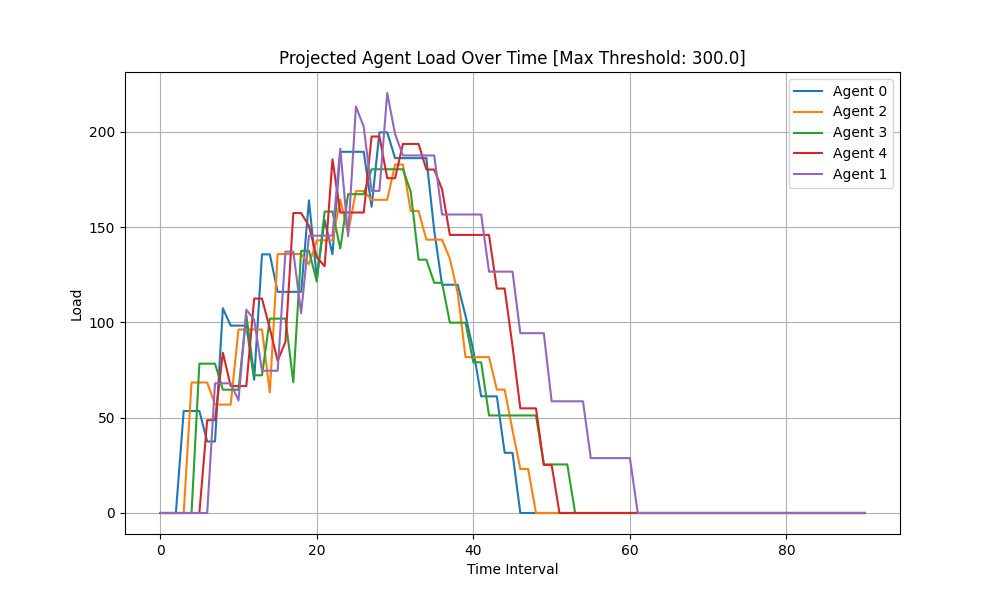 Projected Agent Load Over Time [Max Threshold: 300.0]
Agent 0
Agent 2
Agent 3
Agent 4
Agent 1
200
150
100
50
0
Load
0 20 40 60 80
Time Interval